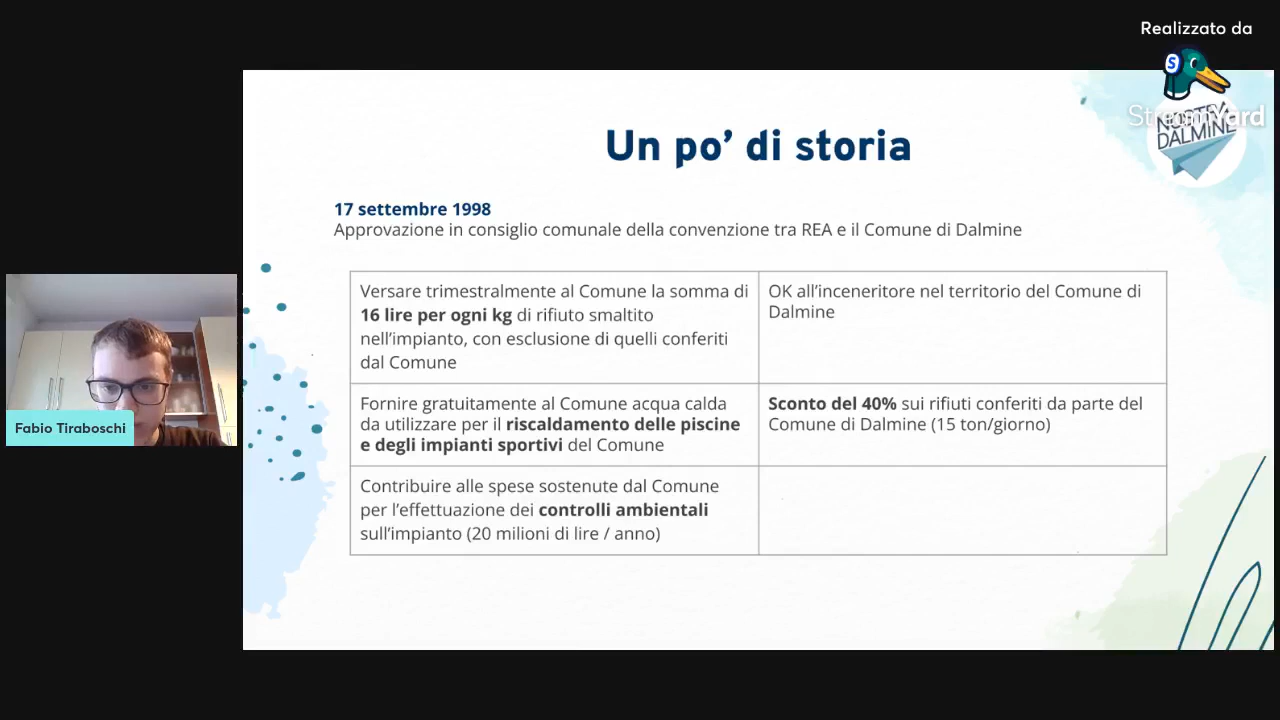 Realizzato da
StreamYard
NOSTRA
DALMINE
Un po’ di storia
17 settembre 1998
Approvazione in consiglio comunale della convenzione tra REA e il Comune di Dalmine
Versare trimestralmente al Comune la somma di
16 lire per ogni kg di rifiuto smaltito
nell’impianto, con esclusione di quelli conferiti
dal Comune
OK all’inceneritore nel territorio del Comune di
Dalmine
Fornire gratuitamente al Comune acqua calda
da utilizzare per il riscaldamento delle piscine
e degli impianti sportivi del Comune
Sconto del 40% sui rifiuti conferiti da parte del
Comune di Dalmine (15 ton/giorno)
Contribuire alle spese sostenute dal Comune
per l’effettuazione dei controlli ambientali
sull’impianto (20 milioni di lire / anno)
Fabio Tiraboschi